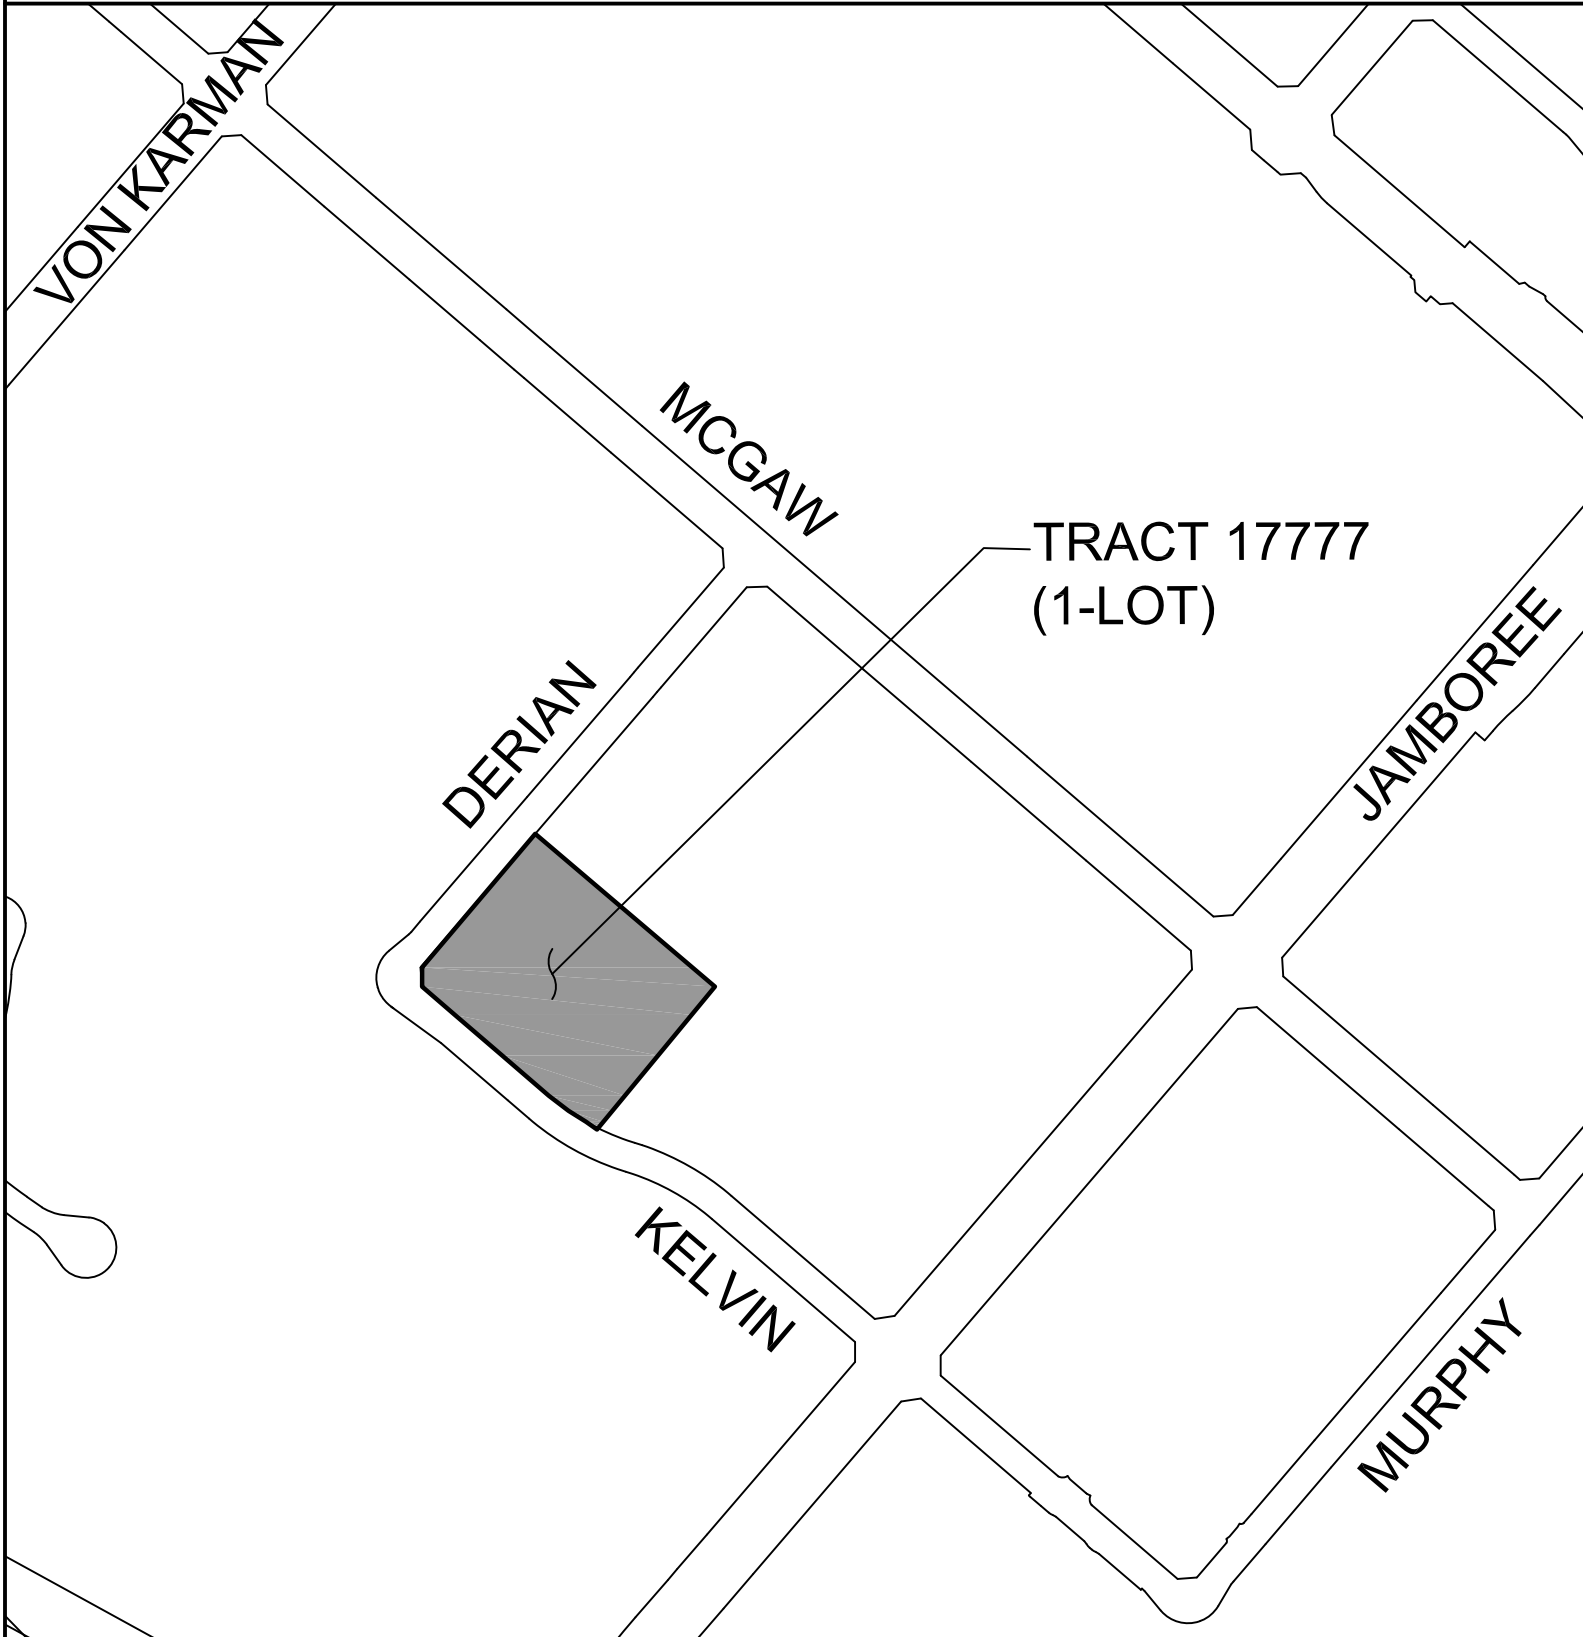 VON KARMAN
MCGAW
TRACT 17777
(1-LOT)
JAMBOREE
DERIAN
KELVIN
MURPHY